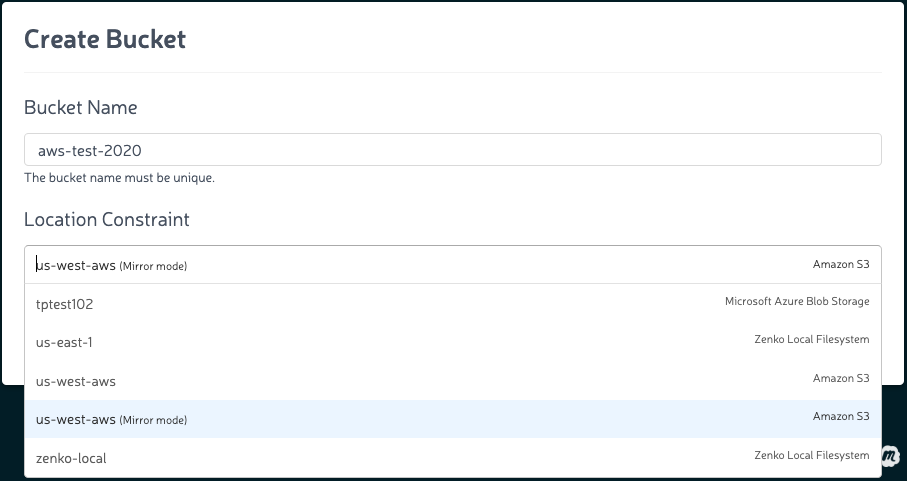 Create Bucket
Bucket Name
aws-test-2020
The bucket name must be unique.
Location Constraint
us-west-aws (Mirror mode) Amazon S3
tptest102 Microsoft Azure Blob Storage
us-east-1 Zenko Local Filesystem
us-west-aws Amazon S3
us-west-aws (Mirror mode) Amazon S3
zenko-local Zenko Local Filesystem
m